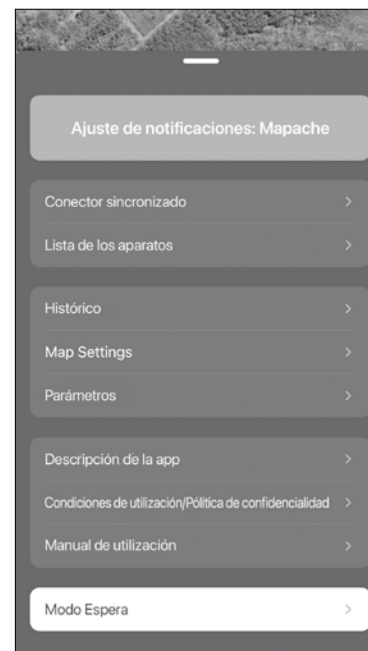 Ajuste de notificaciones: Mapache
Conector sincronizado
Lista de los aparatos
Histórico
Map Settings
Parámetros
Descripción de la app
Condiciones de utilización/Pólitica de confidencialidad
Manual de utilización
Modo Espera